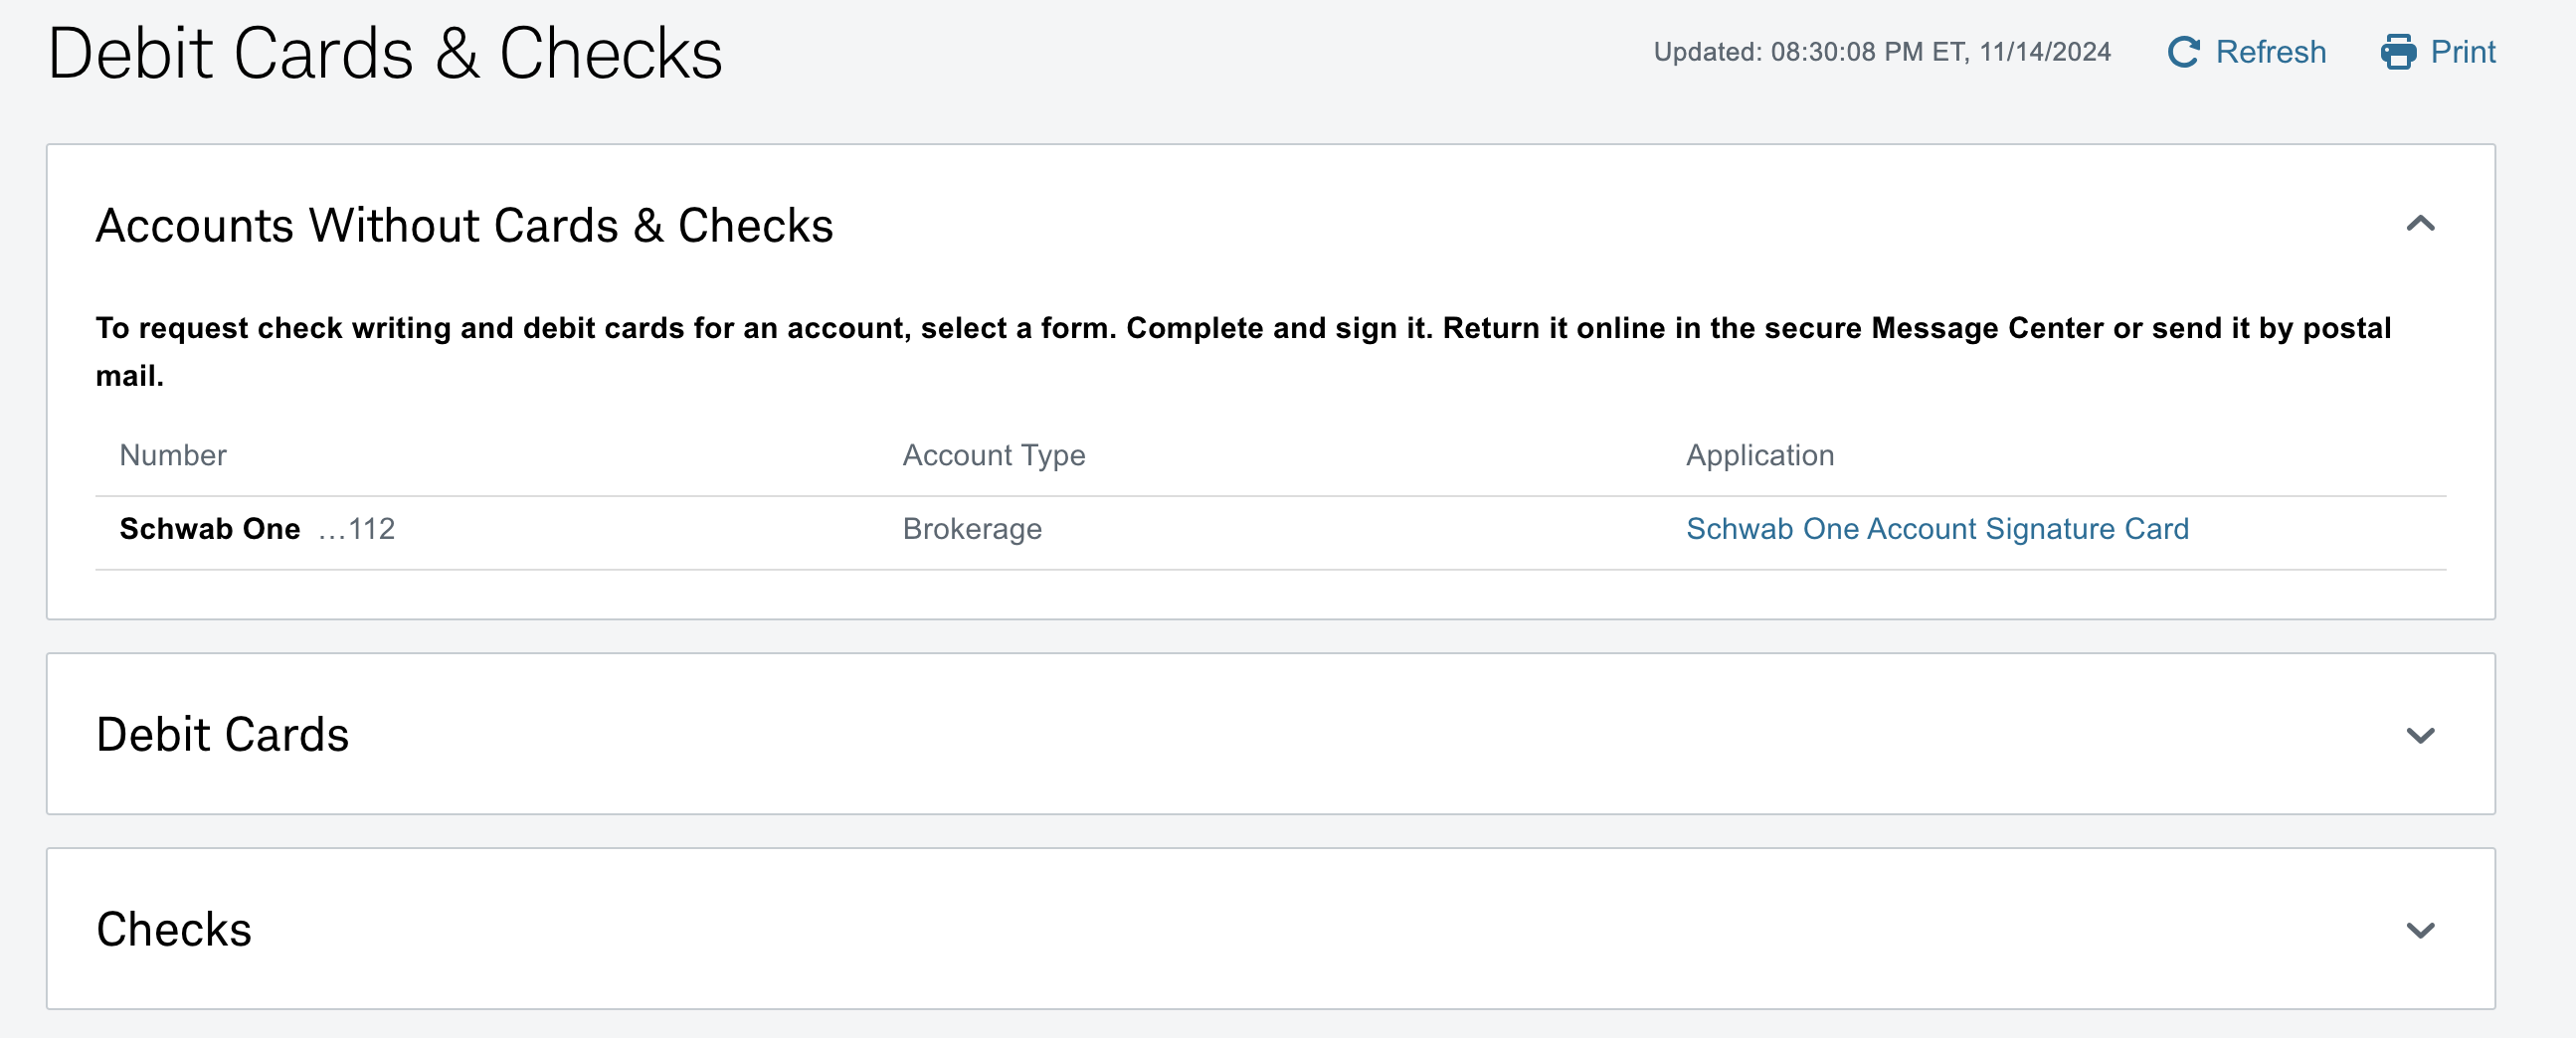 Debit Cards & Checks
Updated: 08:30:08 PM ET, 11/14/2024 Refresh Print
Accounts Without Cards & Checks
To request check writing and debit cards for an account, select a form. Complete and sign it. Return it online in the secure Message Center or send it by postal
mail.
Number Account Type Application
Schwab One …112 Brokerage Schwab One Account Signature Card
Debit Cards
Checks